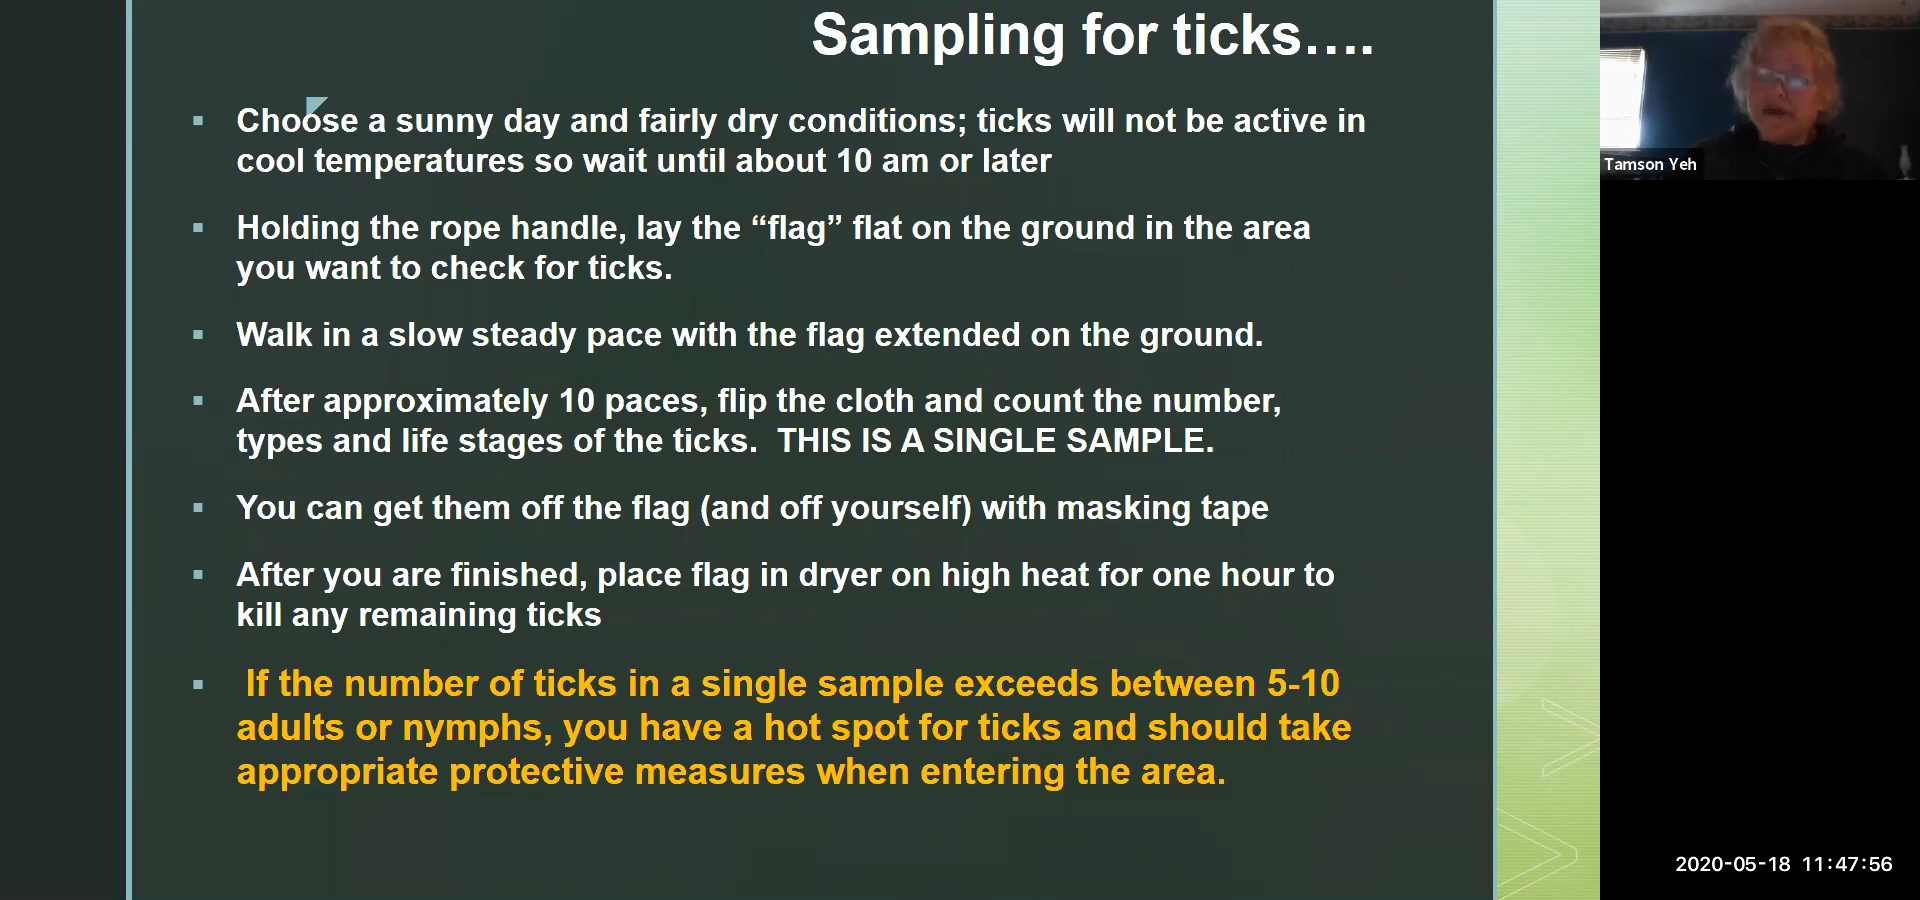 Sampling for ticks....
▪ Choose a sunny day and fairly dry conditions; ticks will not be active in
cool temperatures so wait until about 10 am or later
▪ Holding the rope handle, lay the “flag” flat on the ground in the area
you want to check for ticks.
▪ Walk in a slow steady pace with the flag extended on the ground.
▪ After approximately 10 paces, flip the cloth and count the number,
types and life stages of the ticks.  THIS IS A SINGLE SAMPLE.
▪ You can get them off the flag (and off yourself) with masking tape
▪ After you are finished, place flag in dryer on high heat for one hour to
kill any remaining ticks
▪ If the number of ticks in a single sample exceeds between 5-10
adults or nymphs, you have a hot spot for ticks and should take
appropriate protective measures when entering the area.
Tamson Yeh
2020-05-18 11:47:56